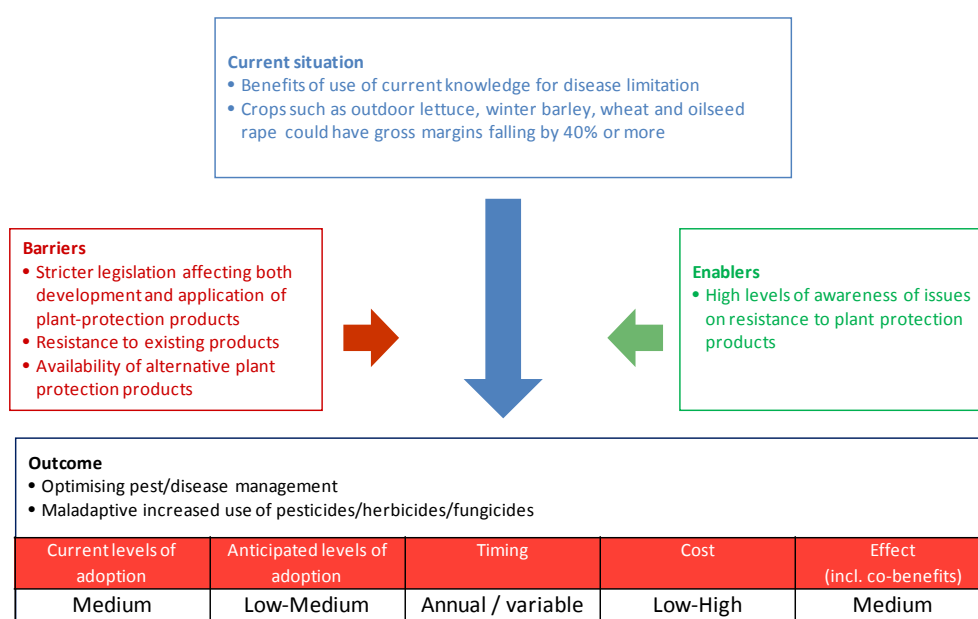 Current situation
• Benefits of use of current knowledge for disease limitation
• Crops such as outdoor lettuce, winter barley, wheat and oilseed
rape could have gross margins falling by 40% or more
Barriers
• Stricter legislation affecting both
development and application of
plant-protection products
• Resistance to existing products
• Availability of alternative plant
protection products
Enablers
• High levels of awareness of issues
on resistance to plant protection
products
Outcome
• Optimising pest/disease management
• Maladaptive increased use of pesticides/herbicides/fungicides
Current levels of
adoption
Anticipated levels of
adoption
Timing
Cost
Effect
(incl. co-benefits)
Medium
Low-Medium
Annual / variable
Low-High
Medium